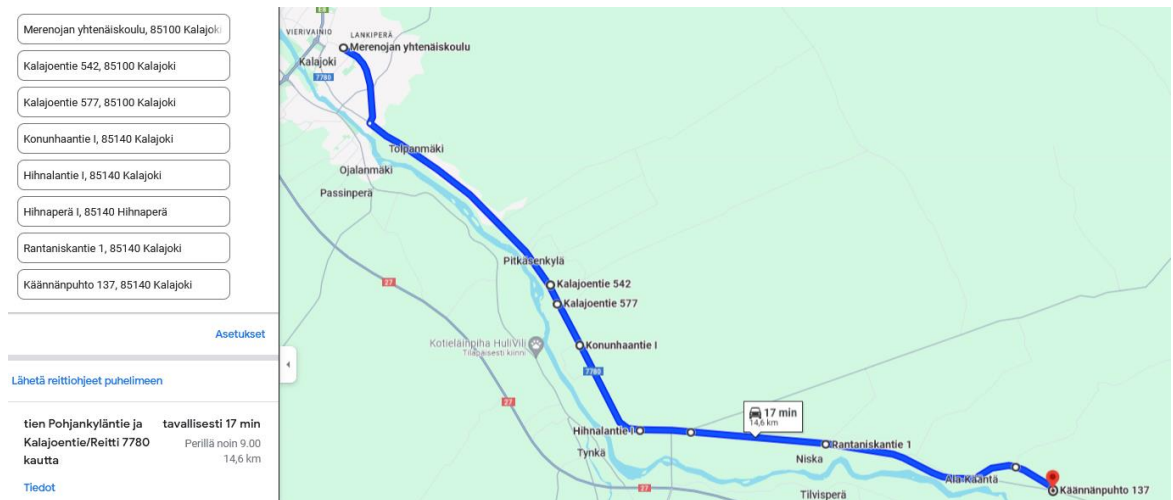 Merenojan yhtenäiskoulu, 85100 Kalajoki
Kalajoentie 542, 85100 Kalajoki
Kalajoentie 577, 85100 Kalajoki
Konunhaantie I, 85140 Kalajoki
Hihnalantie I, 85140 Kalajoki
Hihnaperä I, 85140 Hihnaperä
Rantaniskantie 1, 85140 Kalajoki
Käännänpuhto 137, 85140 Kalajoki
Asetukset
Lähetä reittiohjeet puhelimeen
tien Pohjankyläntie ja
Kalajoentie/Reitti 7780
kautta
tavallisesti 17 min
Perillä noin 9.00
14,6 km
Tiedot
E8
VIERIVAINIO
LANKIPERÄ
Merenojan yhtenäiskoulu
Kalajoki
7780
Tolpanmäki
Ojalanmäki
Passinperä
Pitkäsenkylä
27
Kalajoentie 542
Kalajoentie 577
Kotieläinpiha HuliVili
Tilapäisesti kiinni
Konunhaantie I
7780
27
17 min
14,6 km
Hihnalantie I
Rantaniskantie 1
Tynkä
Niska
Ala-Kääntä
27
Tilvisperä
Käännänpuhto 137